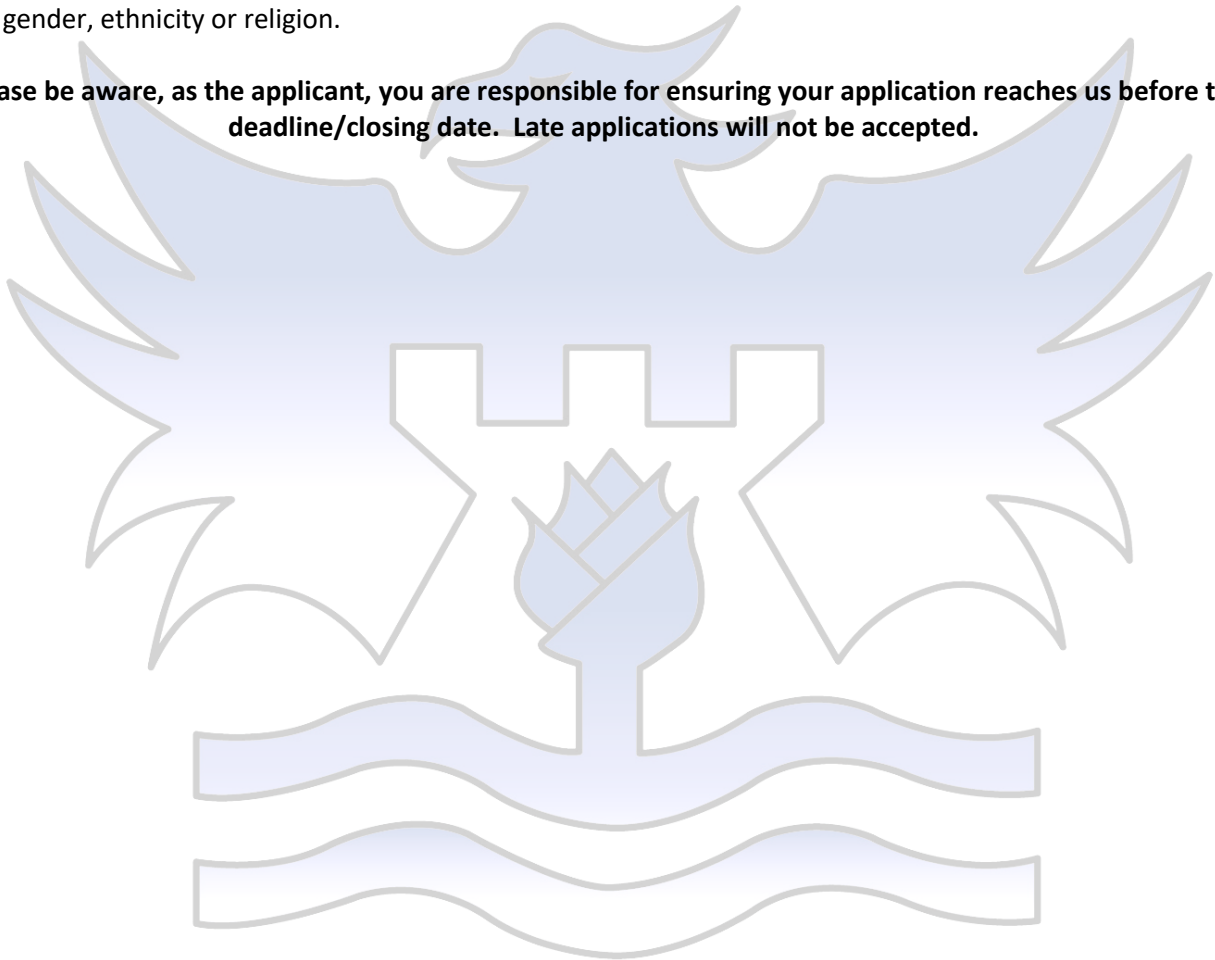 gender, ethnicity or religion.
ase be aware, as the applicant, you are responsible for ensuring your application reaches us before t
deadline/closing date.  Late applications will not be accepted.